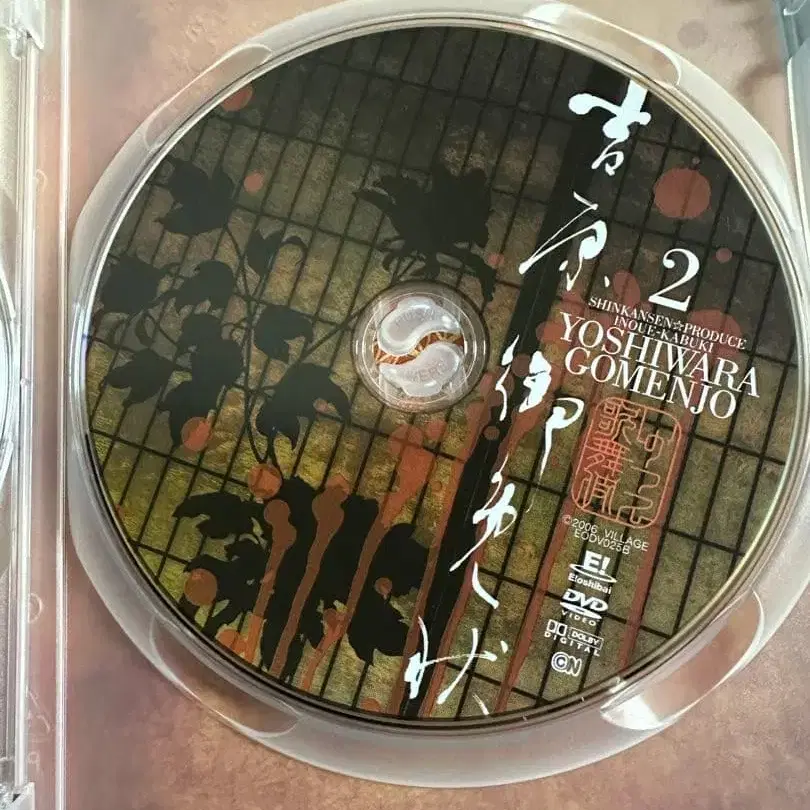 吉原御免状
2
SHINKANSEN☆PRODUCE
INOUE-KABUKI
YOSHIWARA
GOMENJO
いのうえ歌舞伎
©2006 VILLAGE
EODV025B
E!
E!oshibai
DVD
VIDEO
DOLBY
DIGITAL